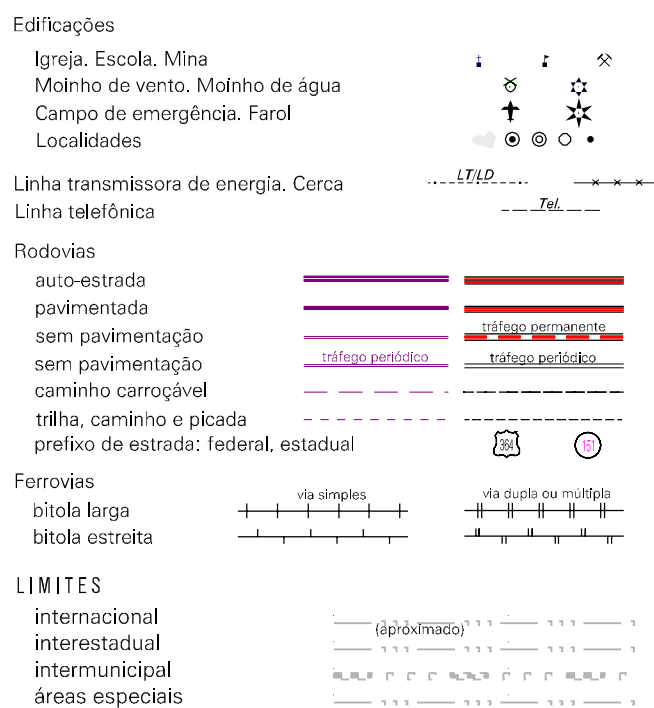 Edificações
Igreja. Escola. Mina
Moinho de vento. Moinho de água
Campo de emergência. Farol
Localidades
Linha transmissora de energia. Cerca LT/LD
Linha telefônica Tel.
Rodovias
auto-estrada
pavimentada
sem pavimentação tráfego permanente
sem pavimentação tráfego periódico tráfego periódico
caminho carroçável
trilha, caminho e picada
prefixo de estrada: federal, estadual 364 151
Ferrovias
bitola larga via simples via dupla ou múltipla
bitola estreita
LIMITES
internacional
(aproximado)
interestadual
intermunicipal
áreas especiais